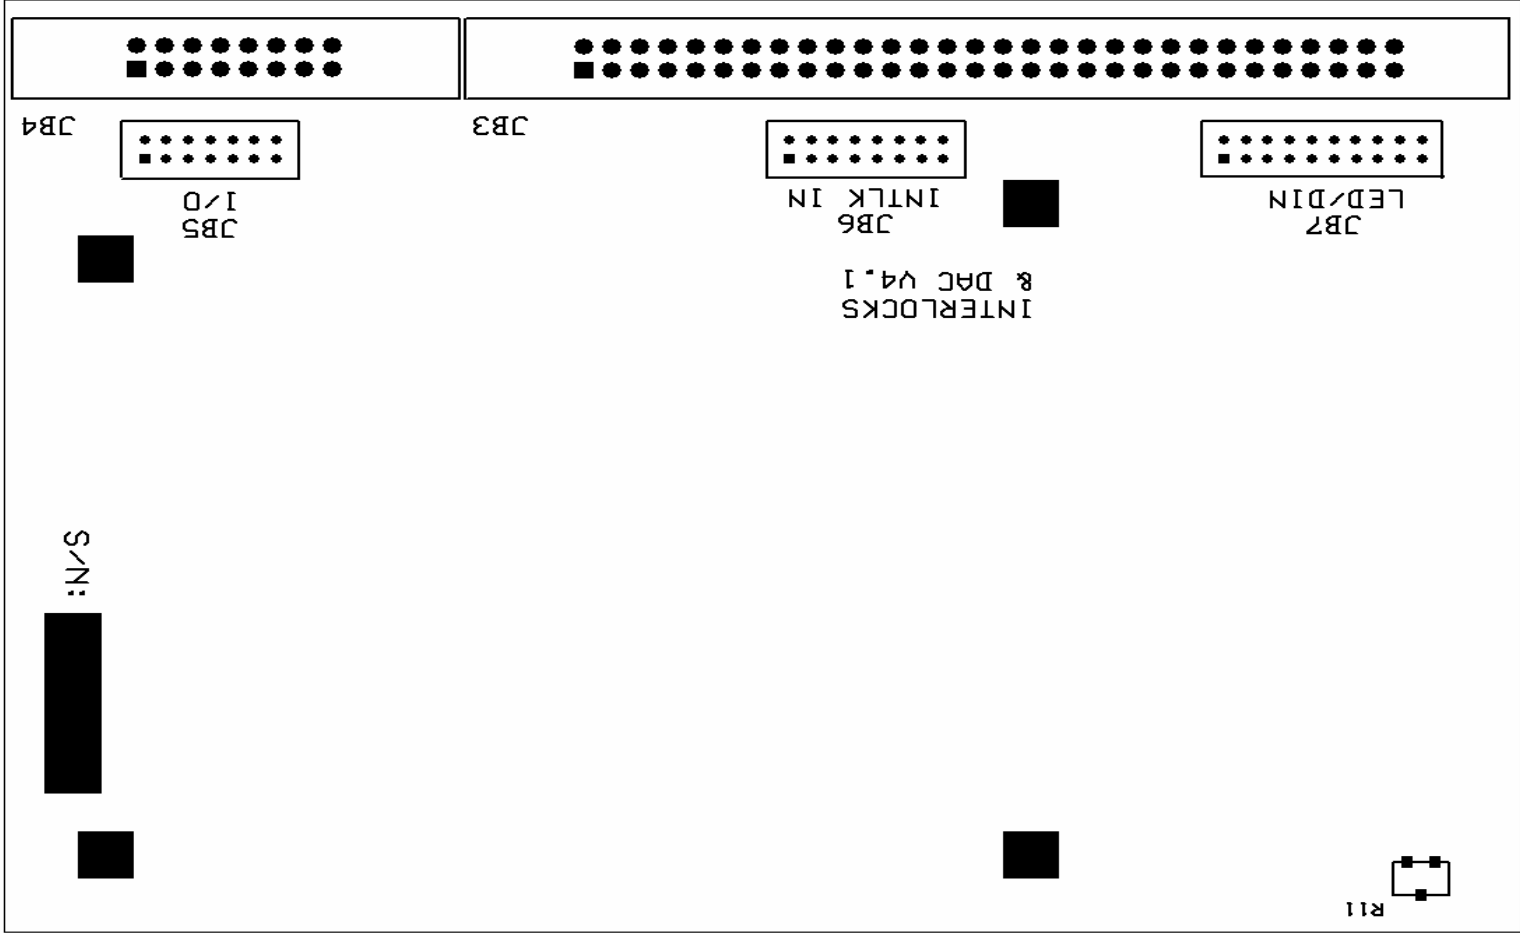 JB4
JB3
JB5
I/O
JB6
INTLK IN
JB7
LED/DIN
INTERLOCKS
& DAC V4.1
S/N:
R11